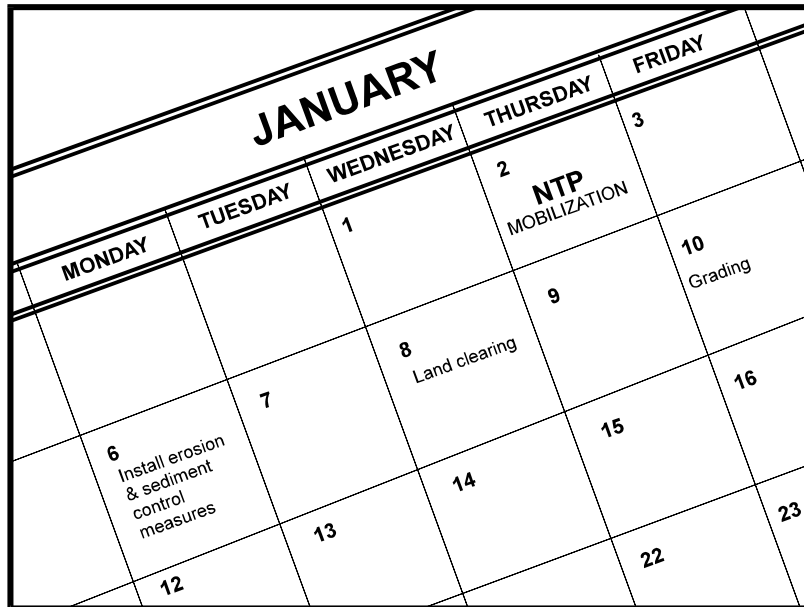 JANUARY
MONDAY TUESDAY WEDNESDAY THURSDAY FRIDAY
1 2 3
NTP
MOBILIZATION
6 7 8 9 10
Install erosion
& sediment
control
measures
Land clearing
Grading
12 13 14 15 16
22 23